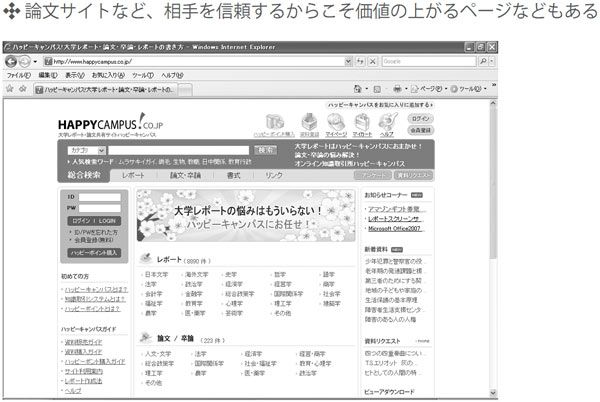 論文サイトなど、相手を信頼するからこそ価値の上がるページなどもある
ハッピーキャンパス/大学レポート・論文・卒論・レポートの書き方 - Windows Internet Explorer
http://www.happycampus.co.jp/
Google
ファイル(F) 編集(E) 表示(V) お気に入り(A) ツール(T) ヘルプ(H)
ハッピーキャンパス/大学レポート・論文・卒論・レポートの...
ページ(P) ツール(O)
ハッピーキャンパスをお気に入りに追加する
HAPPYCAMPUS!.CO.JP
大学レポート・論文共有サイトハッピーキャンパス
ハッピーポイント購入 資料登録 マイページ マイカート ヘルプ
ログイン
会員登録
カテゴリ 検索
人気検索ワード - ムラサキイガイ, 調老, 生物, 教職, 日中関係, 教育行政
大学レポートはハッピーキャンパスにおまかせ!
論文・卒論の悩み解決!
オンライン知識取引所ハッピーキャンパス
総合検索 レポート 論文・卒論 書式 リンク アンケート 資料リクエスト
ID
PW
ログイン | LOGIN
ID/PWを忘れた方
会員登録(無料)
ハッピーポイント購入
初めての方
ハッピーキャンパスとは?
知識取引システムとは?
ハッピーポイントとは?
ハッピーキャンパスガイド
資料販売ガイド
資料購入ガイド
ハッピーポイント購入ガイド
サイト利用案内
レポート作成法
ヘルプ
大学レポートの悩みはもういらない!
ハッピーキャンパスにお任せ!
レポート (8890 件)
日本文学 海外文学 史学 哲学 語学
法学 政治学 経済学 経営学 商学
会計学 金融学 総合政策学 国際関係学 社会学
福祉学 教育学 心理学 理工学 建築学
農学 医・薬学 芸術学 その他
論文 / 卒論 (223 件)
人文・文学 法学 経済学 経営・商学
総合政策学 国際関係学 社会・福祉学 教育・心理学
理工学 農学 医・薬学 政治学
その他
お知らせコーナー NEW
アマゾンギフト券発...
レポートスクリーンサ...
Microsoft Office2007...
新着資料 NEW
少年犯罪と警察官の役...
老年期の発達課題と様...
第三者のためにする契...
地域の子どもや家庭の...
生活保護の基本原理
障害者生活支援センタ...
障害のある人の人権
資料リクエスト more
四つの四重奏曲につい...
T.S.エリオット 灰の...
ヒトとしての人間の特...
ビューアダウンロード